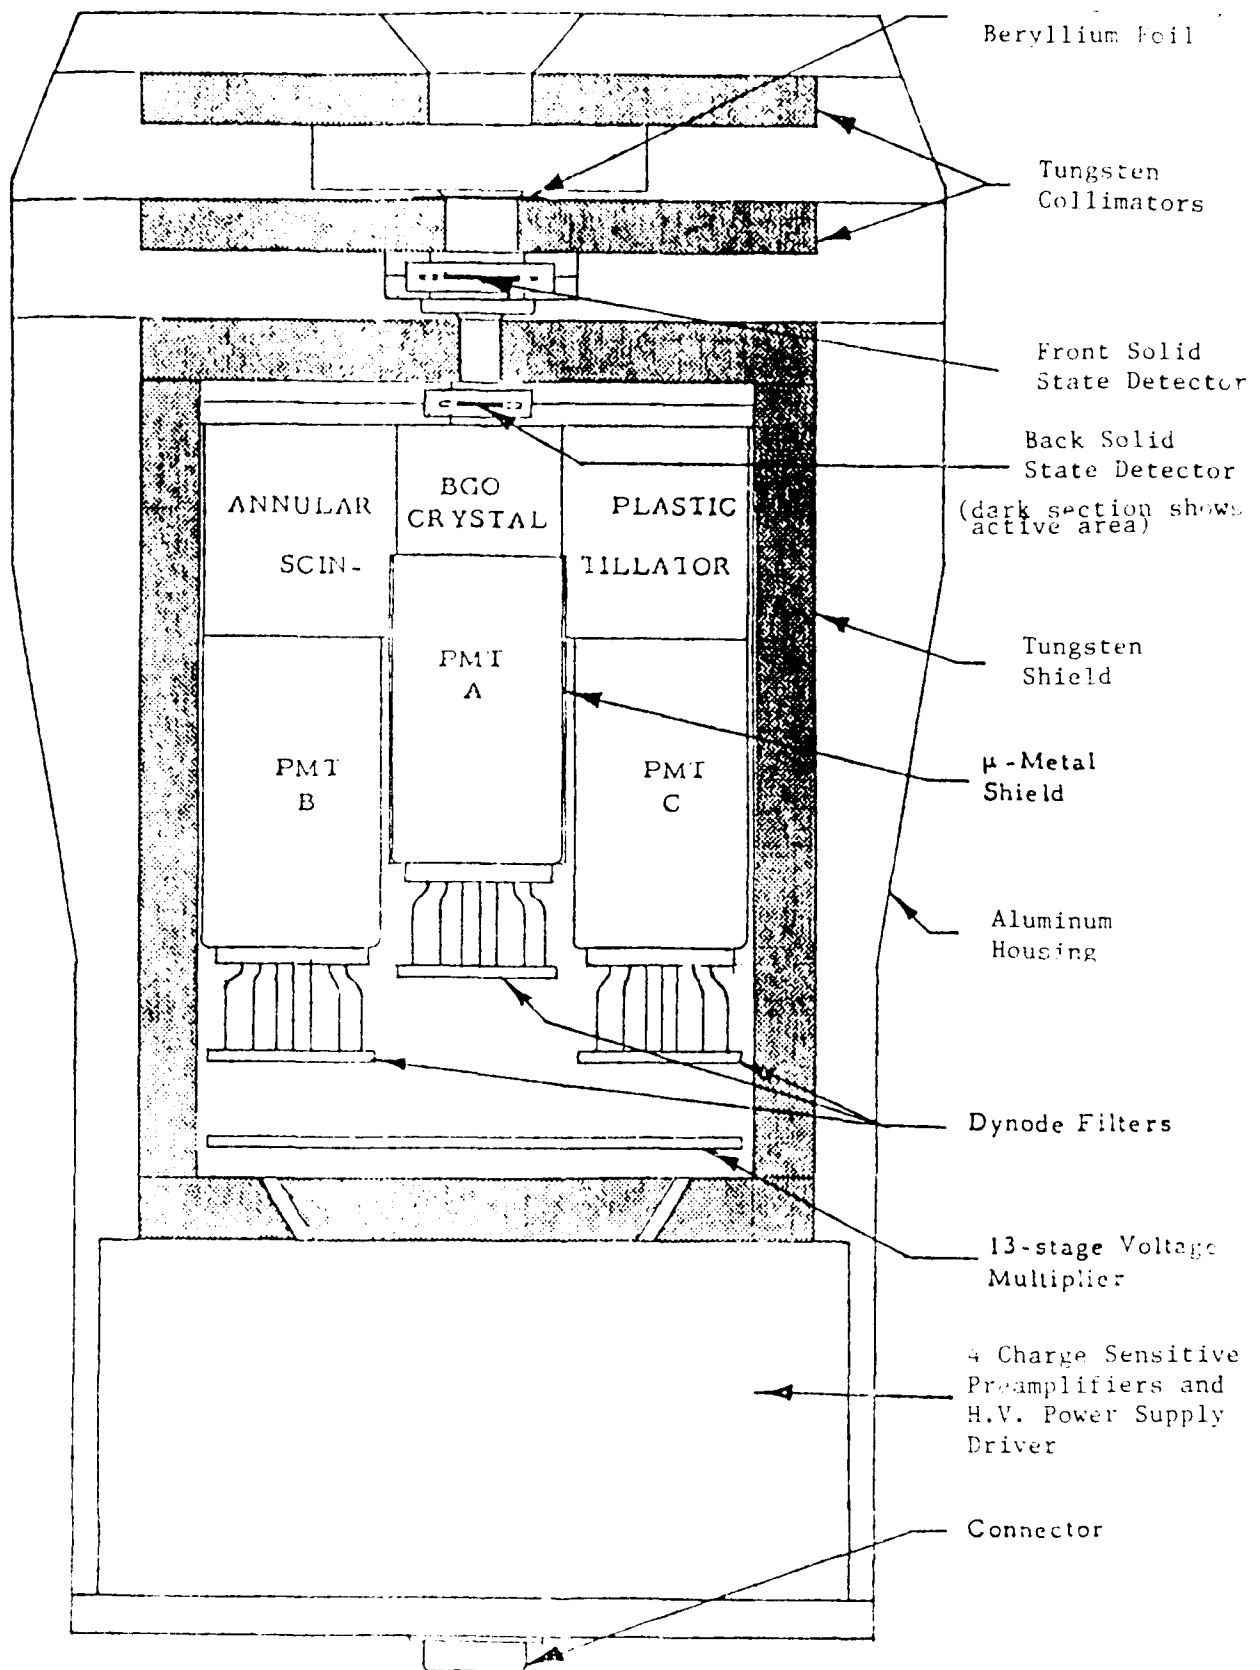 Beryllium Foil
Tungsten
Collimators
Front Solid
State Detector
Back Solid
State Detector
(dark section shows
active area)
ANNULAR
BGO
CRYSTAL
PLASTIC
SCIN-
TILLATOR
Tungsten
Shield
PMT
A
PMT
B
PMT
C
μ-Metal
Shield
Aluminum
Housing
Dynode Filters
13-stage Voltage
Multiplier
4 Charge Sensitive
Preamplifiers and
H.V. Power Supply
Driver
Connector